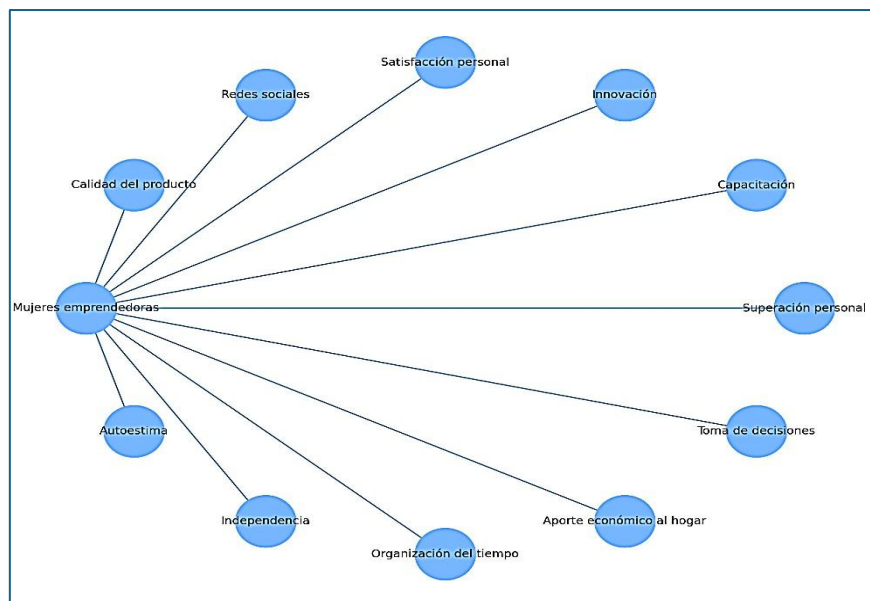 Satisfacción personal
Redes sociales
Innovación
Calidad del producto
Capacitación
Mujeres emprendedoras
Superación personal
Autoestima
Toma de decisiones
Independencia
Aporte económico al hogar
Organización del tiempo